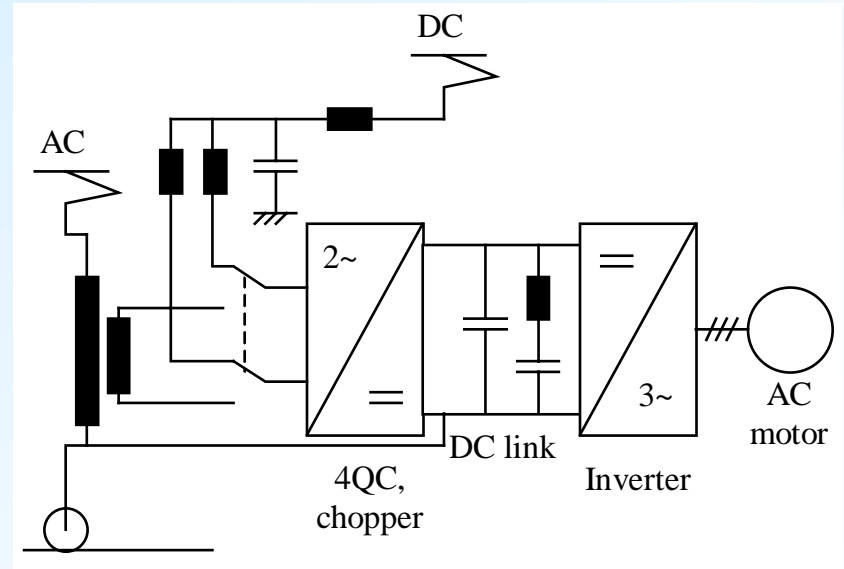 DC
AC
2~
3~
DC link
AC
motor
4QC,
chopper
Inverter